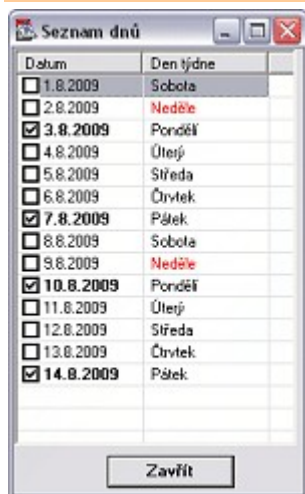 Seznam dnů
Datum Den týdne
1.8.2009 Sobota
2.8.2009 Neděle
3.8.2009 Pondělí
4.8.2009 Úterý
5.8.2009 Středa
6.8.2009 Čtvrtek
7.8.2009 Pátek
8.8.2009 Sobota
9.8.2009 Neděle
10.8.2009 Pondělí
11.8.2009 Úterý
12.8.2009 Středa
13.8.2009 Čtvrtek
14.8.2009 Pátek
Zavřít